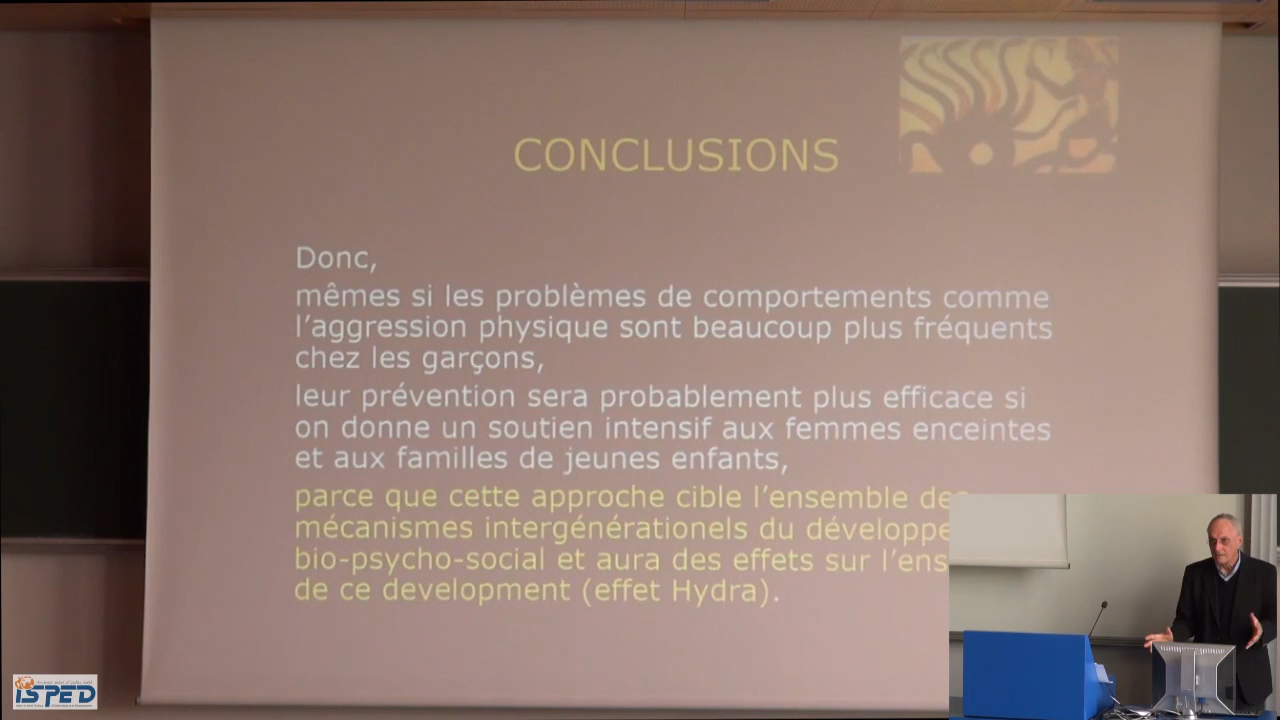 CONCLUSIONS
Donc,
mêmes si les problèmes de comportements comme
l'aggression physique sont beaucoup plus fréquents
chez les garçons,
leur prévention sera probablement plus efficace si
on donne un soutien intensif aux femmes enceintes
et aux familles de jeunes enfants,
parce que cette approche cible l'ensemble
mécanismes intergénérationels du
bio-psycho-social et aura des effets sur
de ce development (effet Hydra).
ISPED